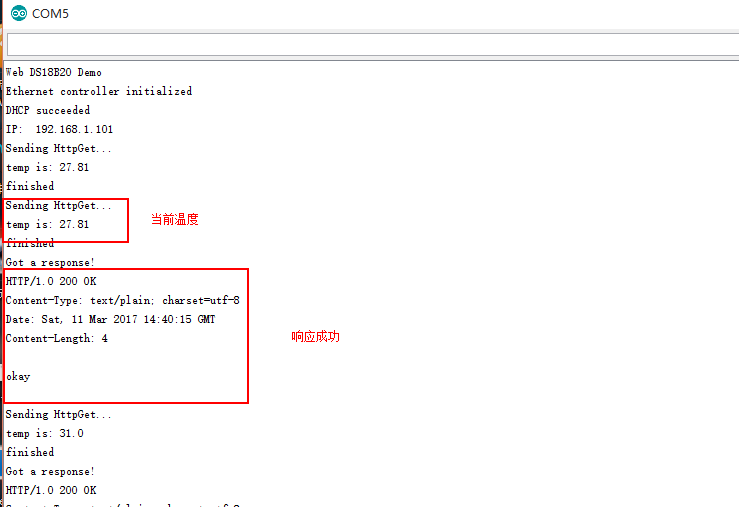 COM5
Web DS18B20 Demo
Ethernet controller initialized
DHCP succeeded
IP: 192.168.1.101
Sending HttpGet...
temp is: 27.81
finished
Sending HttpGet...
当前温度
temp is: 27.81
finished
Got a response!
HTTP/1.0 200 OK
Content-Type: text/plain; charset=utf-8
Date: Sat, 11 Mar 2017 14:40:15 GMT
Content-Length: 4
响应成功
okay
Sending HttpGet...
temp is: 31.0
finished
Got a response!
HTTP/1.0 200 OK